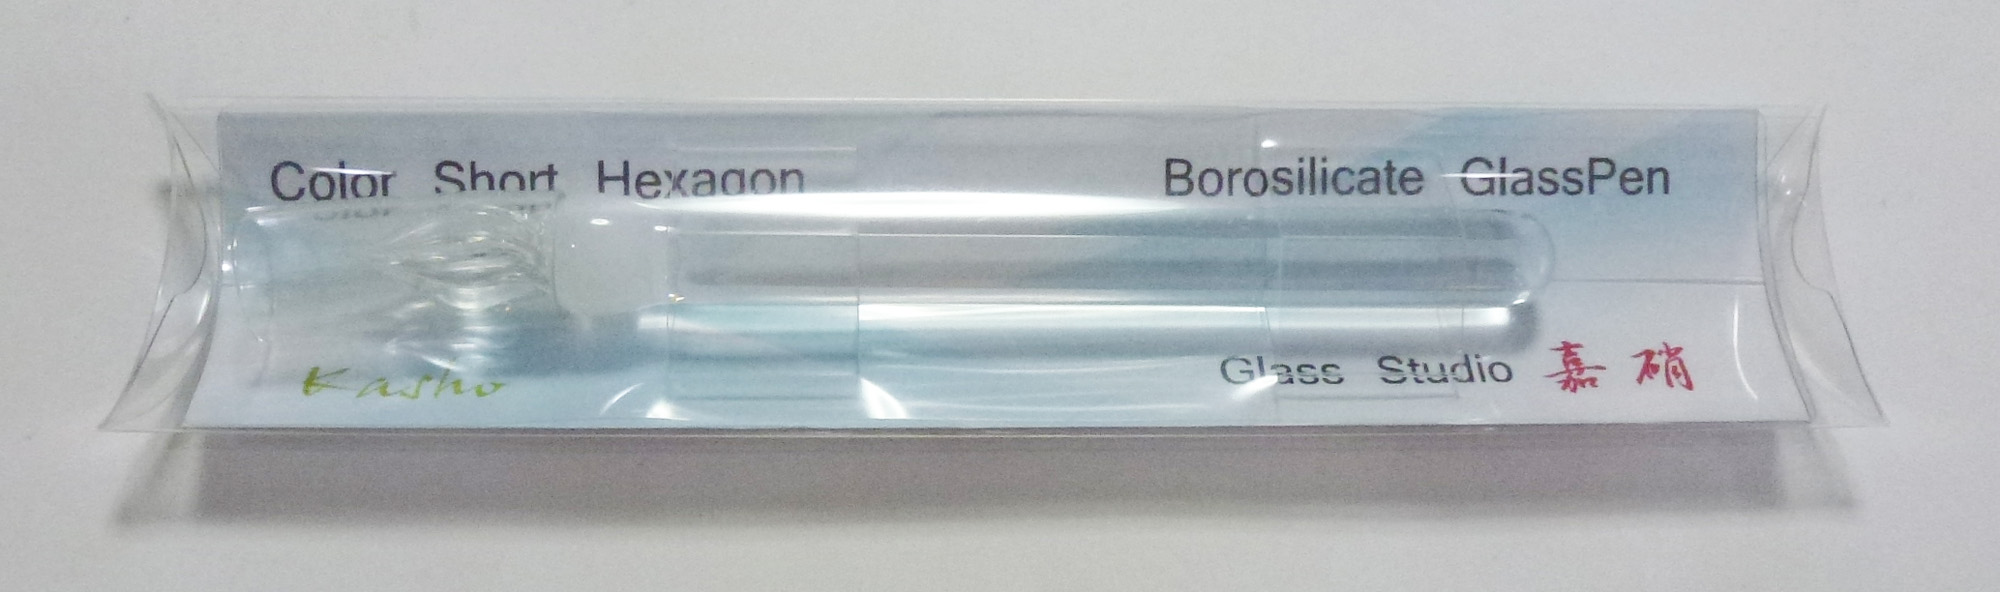 Color Short Hexagon
Borosilicate GlassPen
Kasho
Glass Studio 嘉硝